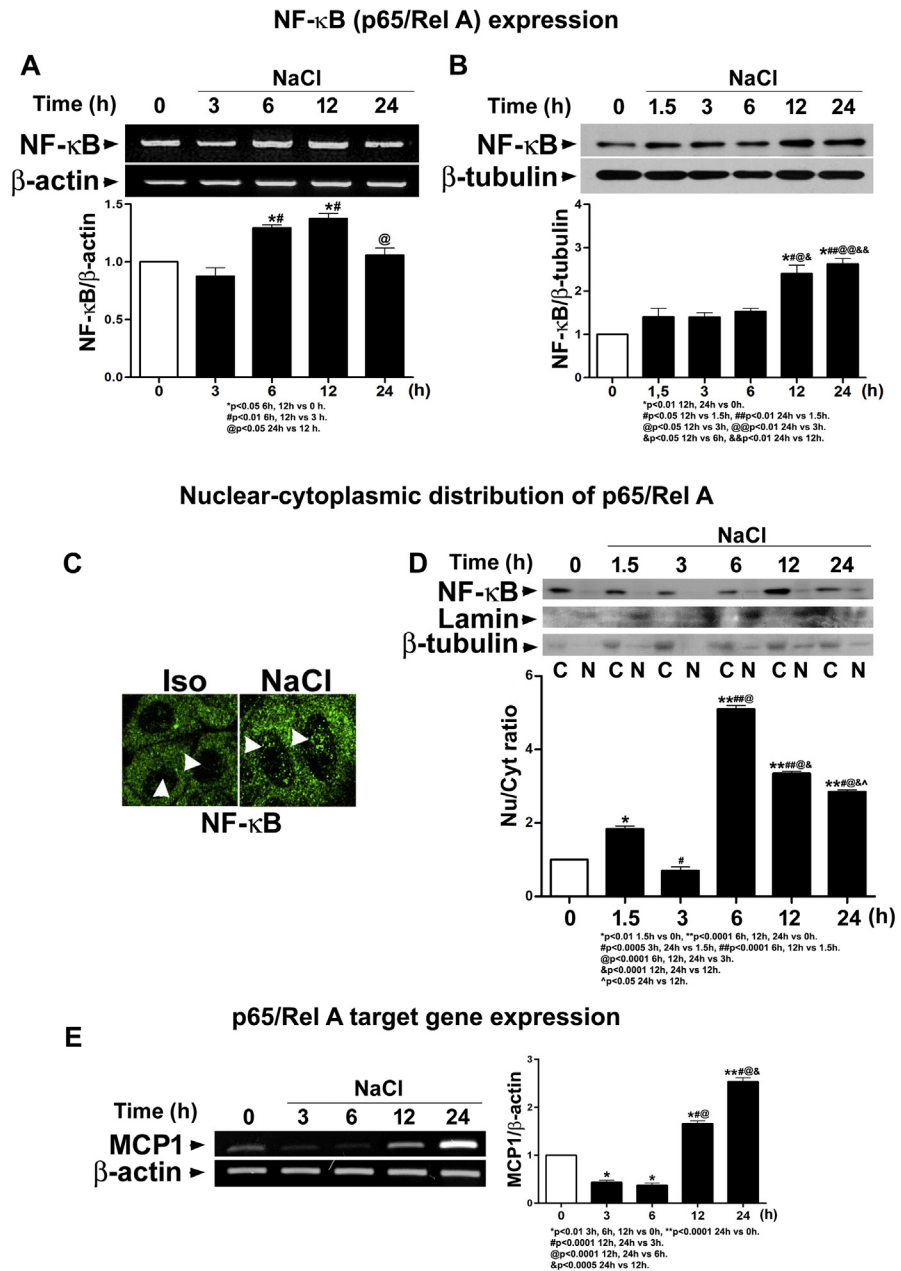 NF-κB (p65/Rel A) expression
A
NaCl
Time (h) 0 3 6 12 24
NF-κB
β-actin
NF-κB/β-actin
1.5
1.0
0.5
0.0
*#
*#
@
0 3 6 12 24 (h)
*p<0.05 6h, 12h vs 0 h.
#p<0.01 6h, 12h vs 3 h.
@p<0.05 24h vs 12 h.
B
NaCl
Time (h) 0 1.5 3 6 12 24
NF-κB
β-tubulin
NF-κB/β-tubulin
4
3
2
1
0
*#@&
*##@@&&
0 1,5 3 6 12 24 (h)
*p<0.01 12h, 24h vs 0h.
#p<0.05 12h vs 1.5h, ##p<0.01 24h vs 1.5h.
@p<0.05 12h vs 3h, @@p<0.01 24h vs 3h.
&p<0.05 12h vs 6h, &&p<0.01 24h vs 12h.
Nuclear-cytoplasmic distribution of p65/Rel A
C
Iso NaCl
NF-κB
D
NaCl
Time (h) 0 1.5 3 6 12 24
NF-κB
Lamin
β-tubulin
C N C N C N C N C N C N
Nu/Cyt ratio
6
4
2
0
*
#
**##@
**##@&
**#@&^
0 1.5 3 6 12 24 (h)
*p<0.01 1.5h vs 0h, **p<0.0001 6h, 12h, 24h vs 0h.
#p<0.0005 3h, 24h vs 1.5h, ##p<0.0001 6h, 12h vs 1.5h.
@p<0.0001 6h, 12h, 24h vs 3h.
&p<0.0001 12h, 24h vs 12h.
^p<0.05 24h vs 12h.
p65/Rel A target gene expression
E
NaCl
Time (h) 0 3 6 12 24
MCP1
β-actin
MCP1/β-actin
3
2
1
0
*
*
*#@
**#@&
0 3 6 12 24 (h)
*p<0.01 3h, 6h, 12h vs 0h, **p<0.0001 24h vs 0h.
#p<0.0001 12h, 24h vs 3h.
@p<0.0001 12h, 24h vs 6h.
&p<0.0005 24h vs 12h.